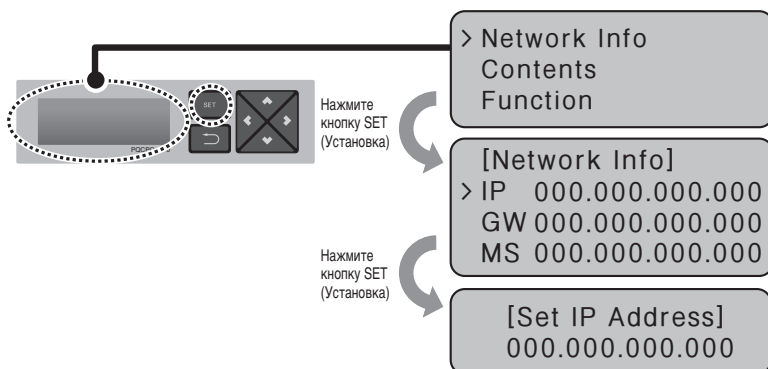 > Network Info
Contents
Function
SET
Нажмите
кнопку SET
(Установка)
[Network Info]
> IP 000.000.000.000
GW 000.000.000.000
MS 000.000.000.000
Нажмите
кнопку SET
(Установка)
[Set IP Address]
000.000.000.000